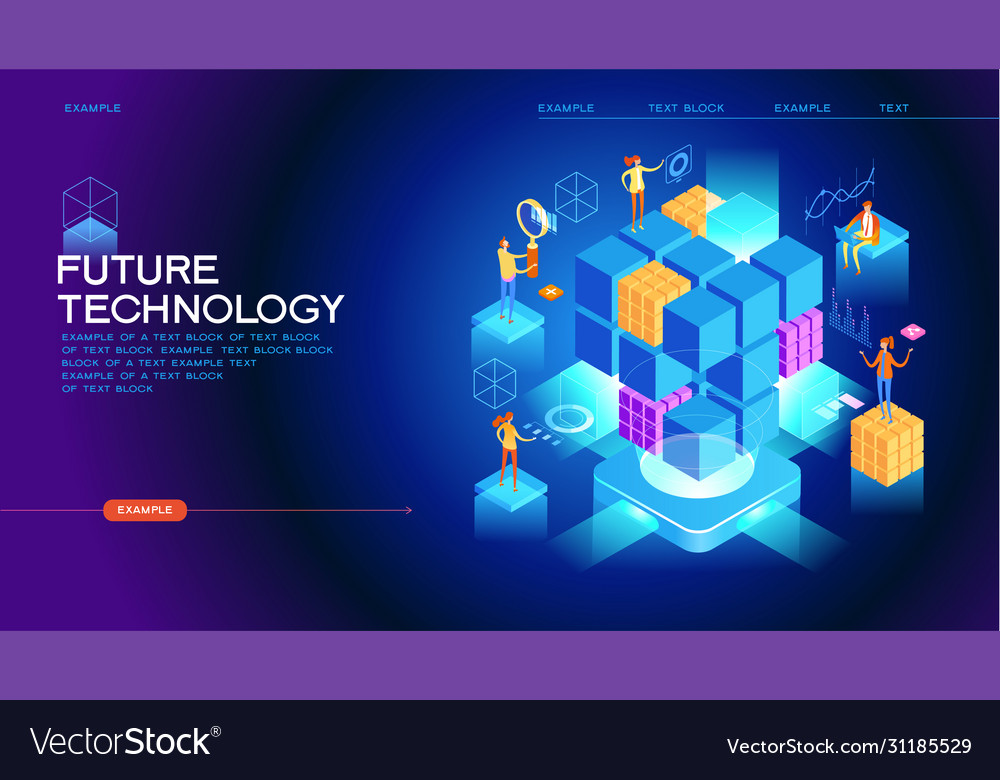 EXAMPLE
EXAMPLE TEXT BLOCK EXAMPLE TEXT
FUTURE
TECHNOLOGY
EXAMPLE OF A TEXT BLOCK OF TEXT BLOCK
OF TEXT BLOCK EXAMPLE TEXT BLOCK BLOCK
BLOCK OF A TEXT EXAMPLE TEXT
EXAMPLE OF A TEXT BLOCK
OF TEXT BLOCK
EXAMPLE
VectorStock®
VectorStock.com/31185529